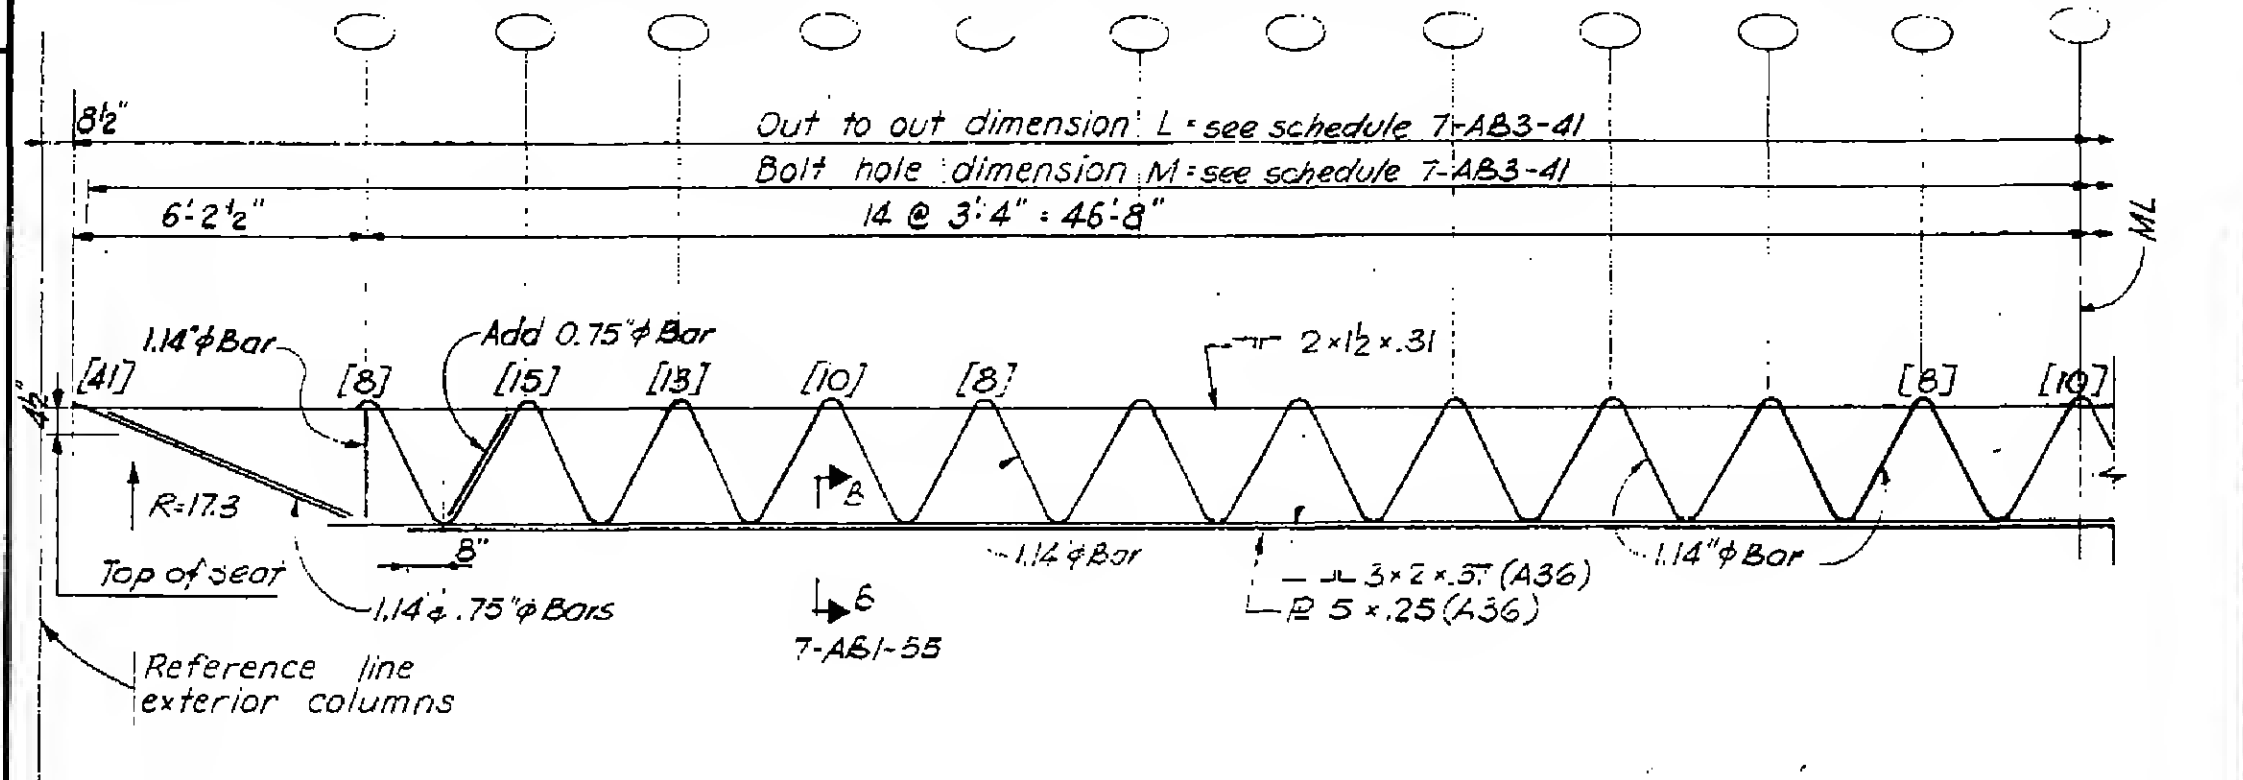 8½"
Out to out dimension L = see schedule 7-AB3-41
Bolt hole dimension M = see schedule 7-AB3-41
6'-2½"
14 @ 3'-4" = 46'-8"
ML
1.14"φ Bar
Add 0.75"φ Bar
2×1½×.31
[41]
[8]
[15]
[13]
[10]
[8]
[8]
[10]
4½"
R=17.3
B
8"
1.14"φ Bar
1.14"φ Bar
Top of seat
3×2×.37 (A36)
1.14 & .75"φ Bars
B
5×.25 (A36)
7-AB1-55
Reference line
exterior columns